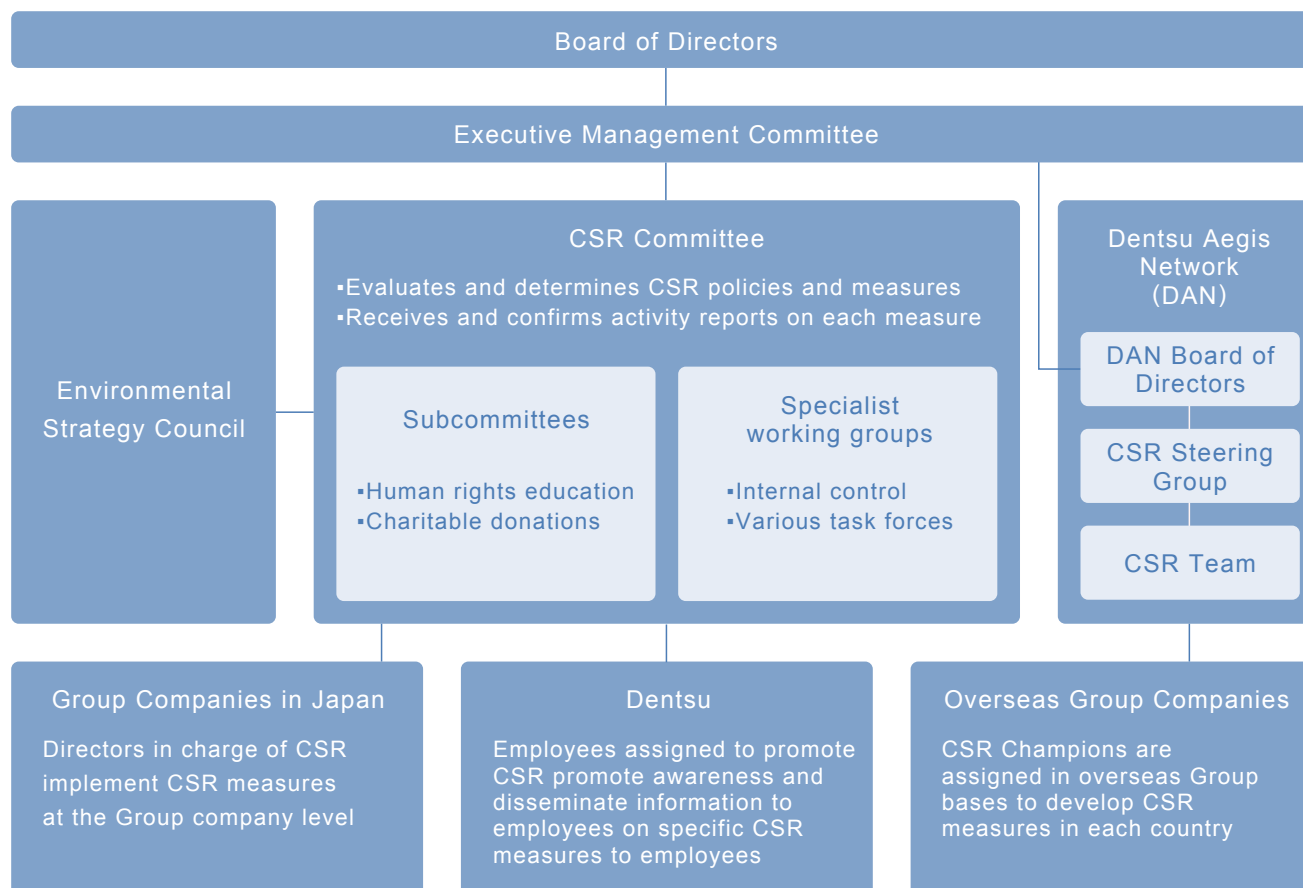 Board of Directors
Executive Management Committee
Environmental
Strategy Council
CSR Committee
▪Evaluates and determines CSR policies and measures
▪Receives and confirms activity reports on each measure
Subcommittees
▪Human rights education
▪Charitable donations
Specialist
working groups
▪Internal control
▪Various task forces
Dentsu Aegis
Network
(DAN)
DAN Board of
Directors
CSR Steering
Group
CSR Team
Group Companies in Japan
Directors in charge of CSR
implement CSR measures
at the Group company level
Dentsu
Employees assigned to promote
CSR promote awareness and
disseminate information to
employees on specific CSR
measures to employees
Overseas Group Companies
CSR Champions are
assigned in overseas Group
bases to develop CSR
measures in each country